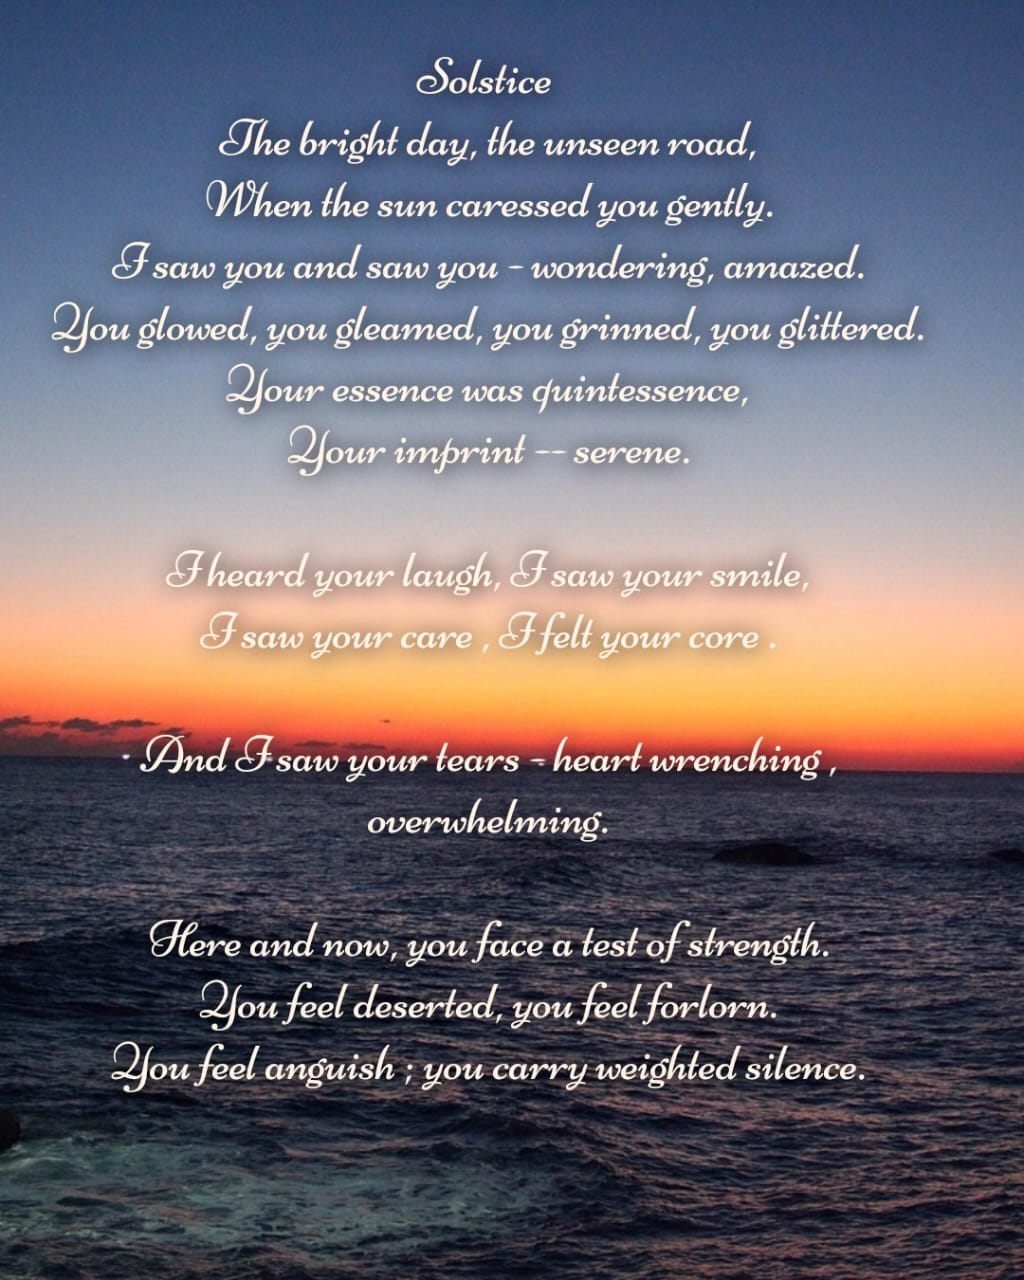 Solstice
The bright day, the unseen road,
When the sun caressed you gently.
I saw you and saw you - wondering, amazed.
You glowed, you gleamed, you grinned, you glittered.
Your essence was quintessence,
Your imprint -- serene.
I heard your laugh, I saw your smile,
I saw your care , I felt your core .
And I saw your tears - heart wrenching ,
overwhelming.
Here and now, you face a test of strength.
You feel deserted, you feel forlorn.
You feel anguish ; you carry weighted silence.